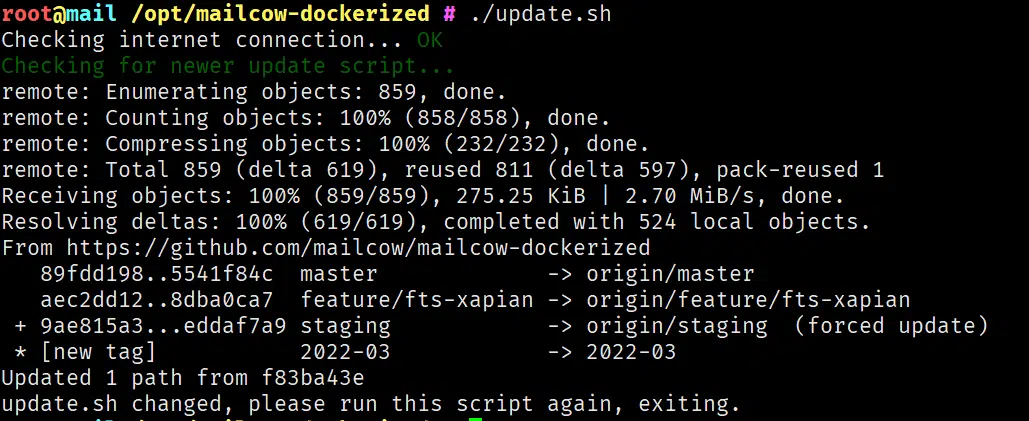 root@mail /opt/mailcow-dockerized # ./update.sh
Checking internet connection... OK
Checking for newer update script...
remote: Enumerating objects: 859, done.
remote: Counting objects: 100% (858/858), done.
remote: Compressing objects: 100% (232/232), done.
remote: Total 859 (delta 619), reused 811 (delta 597), pack-reused 1
Receiving objects: 100% (859/859), 275.25 KiB | 2.70 MiB/s, done.
Resolving deltas: 100% (619/619), completed with 524 local objects.
From https://github.com/mailcow/mailcow-dockerized
   89fdd198..5541f84c  master             -> origin/master
   aec2dd12..8dba0ca7  feature/fts-xapian -> origin/feature/fts-xapian
 + 9ae815a3...eddaf7a9 staging            -> origin/staging  (forced update)
 * [new tag]           2022-03            -> 2022-03
Updated 1 path from f83ba43e
update.sh changed, please run this script again, exiting.